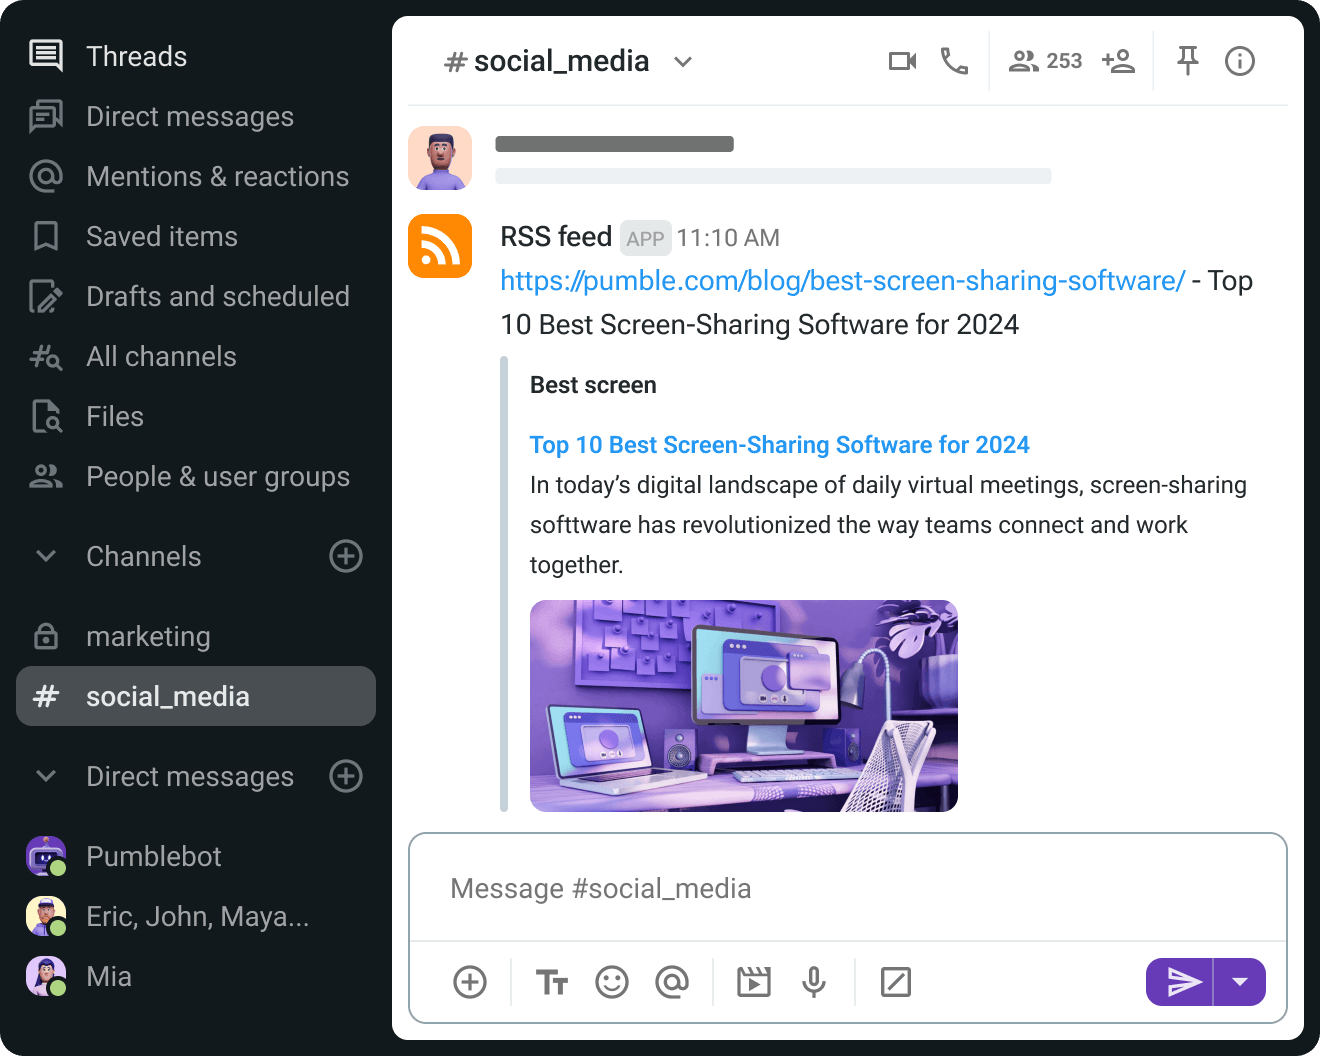 Threads
Direct messages
Mentions & reactions
Saved items
Drafts and scheduled
All channels
Files
People & user groups
Channels
marketing
# social_media
Direct messages
Pumblebot
Eric, John, Maya...
Mia
# social_media
253
RSS feed APP 11:10 AM
https://pumble.com/blog/best-screen-sharing-software/ - Top
10 Best Screen-Sharing Software for 2024
Best screen
Top 10 Best Screen-Sharing Software for 2024
In today’s digital landscape of daily virtual meetings, screen-sharing
softtware has revolutionized the way teams connect and work
together.
Message #social_media